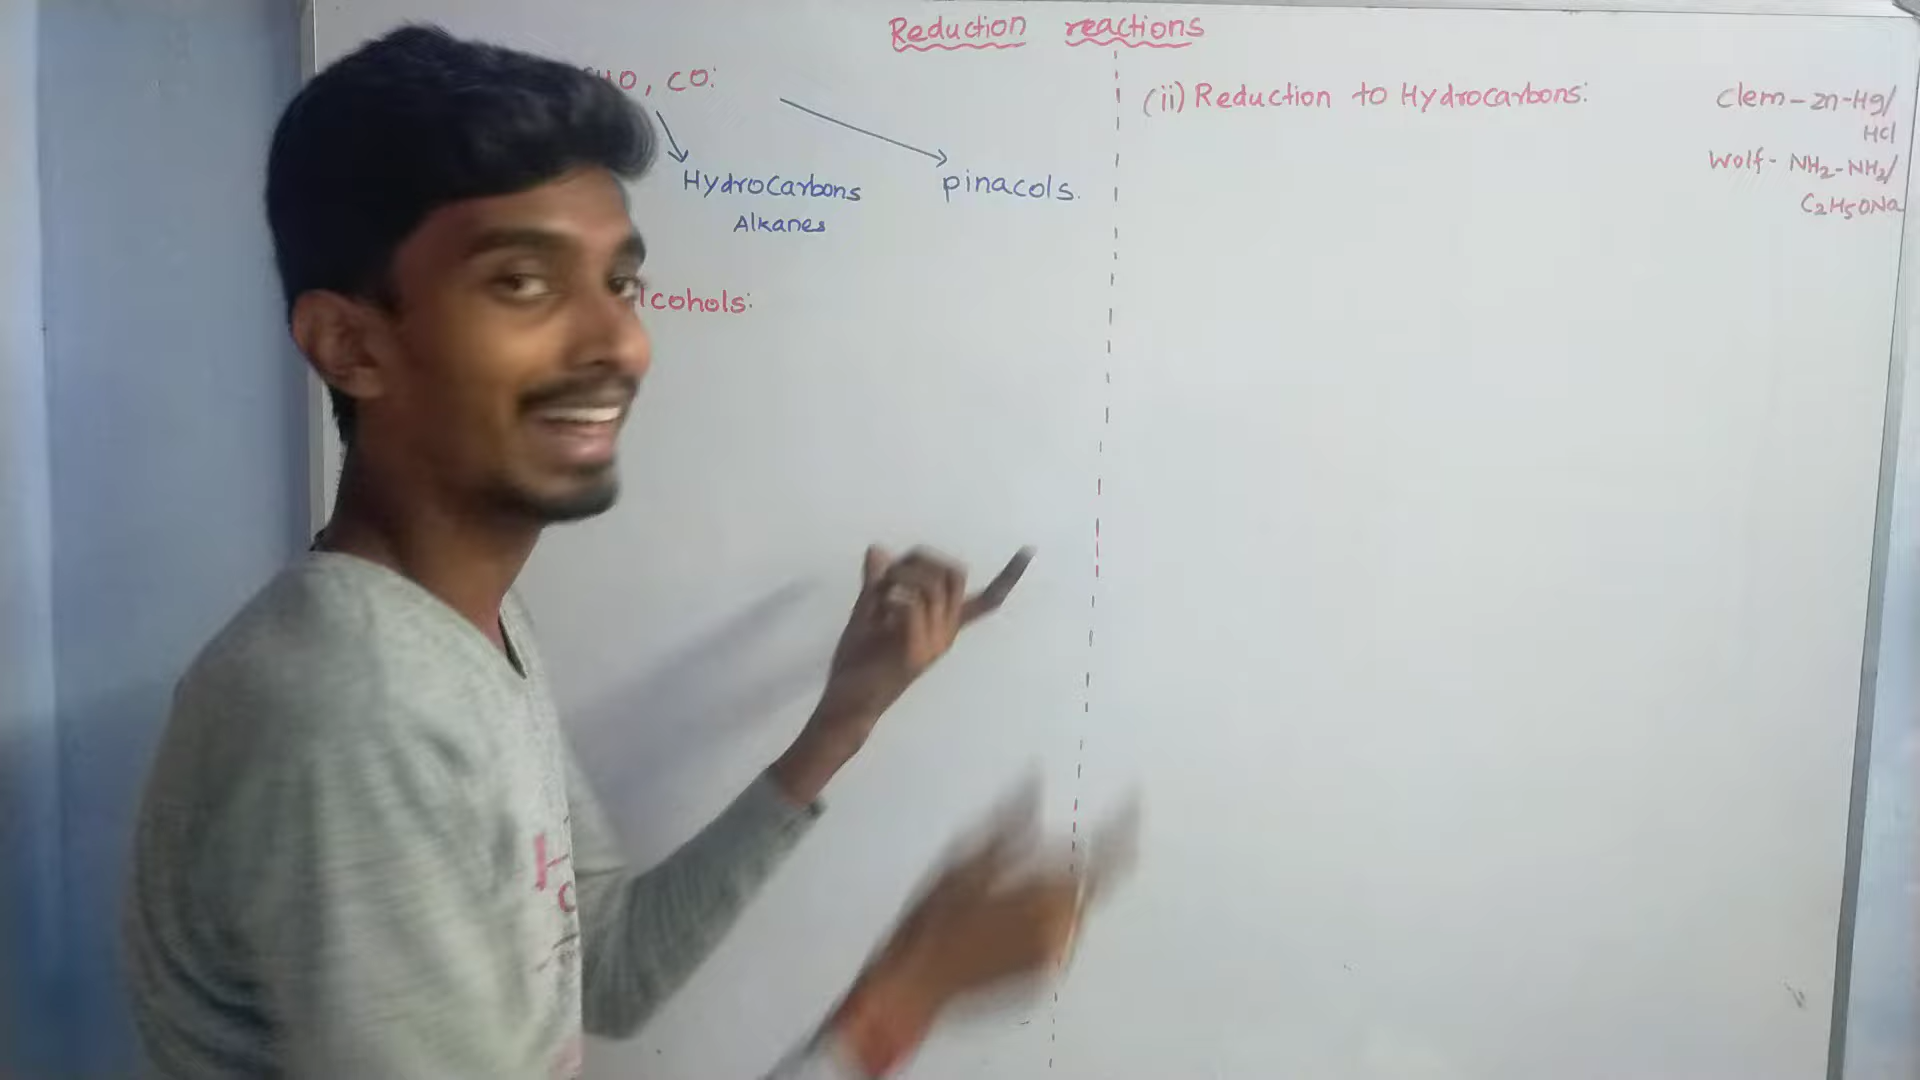 Reduction reactions
HO, CO:
Hydrocarbons
Alkanes
pinacols.
lcohols:
(ii) Reduction to Hydrocarbons:
Clem - Zn-Hg/
HCl
Wolf - NH₂-NH₂/
C₂H₅ONa